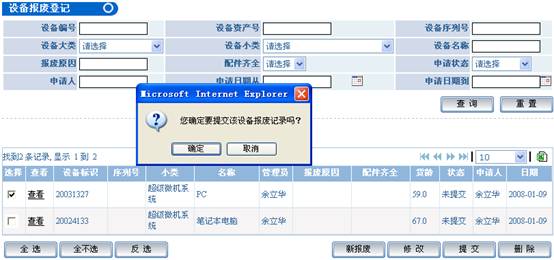 设备报废登记
设备编号 设备资产号 设备序列号
设备大类 请选择 设备小类 请选择 设备名称
报废原因 配件齐全 请选择 申请状态 请选择
申请人 申请日期从 申请日期到
查 询 重 置
Microsoft Internet Explorer
您确定要提交该设备报废记录吗?
确定 取消
找到2 条记录, 显示 1 到 2 10
选择 查看 设备标识 序列号 小类 名称 管理员 报废原因 配件齐全 资龄 状态 申请人 日期
查看 20031327 超级微机系统 PC 余立华 59.0 未提交 余立华 2008-01-09
查看 20024133 超级微机系统 笔记本电脑 余立华 67.0 未提交 余立华 2008-01-09
全 选 全不选 反 选 新报废 修 改 提 交 删 除